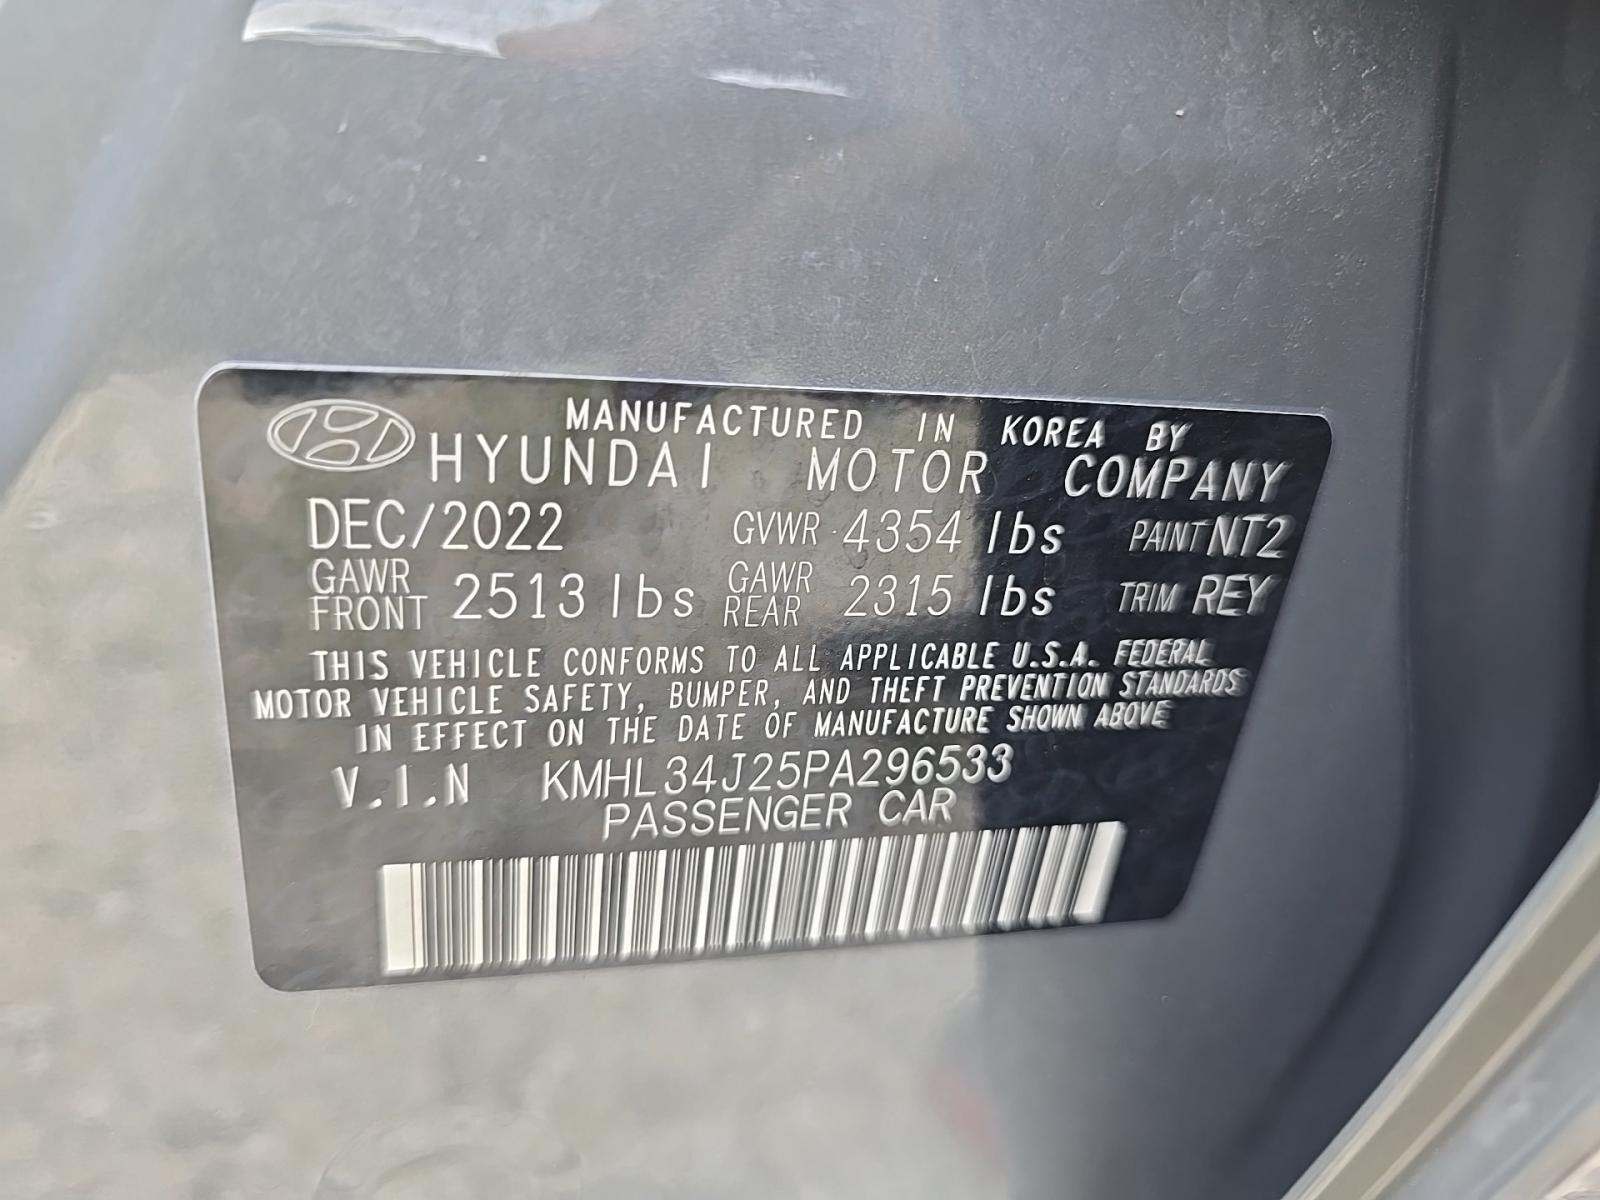 MANUFACTURED IN KOREA BY
HYUNDAI MOTOR COMPANY
DEC/2022 GVWR 4354 lbs PAINT NT2
GAWR FRONT 2513 lbs GAWR REAR 2315 lbs TRIM REY
THIS VEHICLE CONFORMS TO ALL APPLICABLE U.S.A. FEDERAL
MOTOR VEHICLE SAFETY, BUMPER, AND THEFT PREVENTION STANDARDS
IN EFFECT ON THE DATE OF MANUFACTURE SHOWN ABOVE
V.I.N KMHL34J25PA296533
PASSENGER CAR